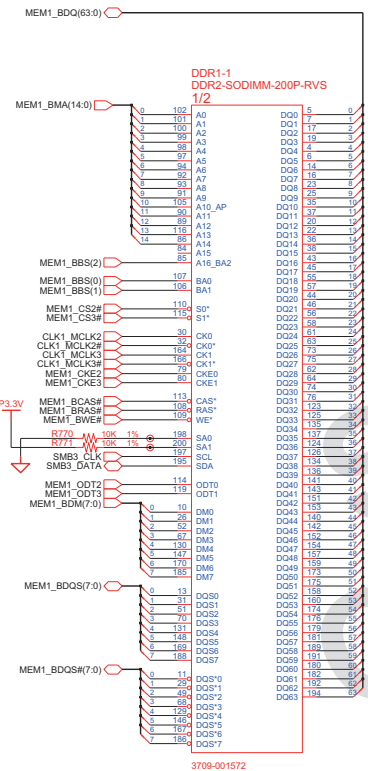 MEM1_BDQ(63:0)
DDR1-1
DDR2-SODIMM-200P-RVS
1/2
MEM1_BMA(14:0)
0 102 A0
1 101 A1
2 100 A2
3 99 A3
4 98 A4
5 97 A5
6 94 A6
7 92 A7
8 93 A8
9 91 A9
10 105 A10_AP
11 90 A11
12 89 A12
13 116 A13
14 86 A14
84 A15
MEM1_BBS(2) 85 A16_BA2
MEM1_BBS(0) 107 BA0
MEM1_BBS(1) 106 BA1
MEM1_CS2# 110 S0*
MEM1_CS3# 115 S1*
CLK1_MCLK2 30 CK0
CLK1_MCLK2# 32 CK0*
CLK1_MCLK3 164 CK1
CLK1_MCLK3# 166 CK1*
MEM1_CKE2 79 CKE0
MEM1_CKE3 80 CKE1
MEM1_BCAS# 113 CAS*
P3.3V
MEM1_BRAS# 108 RAS*
MEM1_BWE# 109 WE*
R770 10K 1% 198 SA0
R771 10K 1% 200 SA1
SMB3_CLK 197 SCL
SMB3_DATA 195 SDA
MEM1_ODT2 114 ODT0
MEM1_ODT3 119 ODT1
MEM1_BDM(7:0)
0 10 DM0
1 26 DM1
2 52 DM2
3 67 DM3
4 130 DM4
5 147 DM5
6 170 DM6
7 185 DM7
MEM1_BDQS(7:0)
0 13 DQS0
1 31 DQS1
2 51 DQS2
3 70 DQS3
4 131 DQS4
5 148 DQS5
6 169 DQS6
7 188 DQS7
MEM1_BDQS#(7:0)
0 11 DQS*0
1 29 DQS*1
2 49 DQS*2
3 68 DQS*3
4 129 DQS*4
5 146 DQS*5
6 167 DQS*6
7 186 DQS*7
DQ0 5 0
DQ1 7 1
DQ2 17 2
DQ3 19 3
DQ4 4 4
DQ5 6 5
DQ6 14 6
DQ7 16 7
DQ8 23 8
DQ9 25 9
DQ10 35 10
DQ11 37 11
DQ12 20 12
DQ13 22 13
DQ14 36 14
DQ15 38 15
DQ16 43 16
DQ17 45 17
DQ18 55 18
DQ19 57 19
DQ20 44 20
DQ21 46 21
DQ22 56 22
DQ23 58 23
DQ24 61 24
DQ25 63 25
DQ26 73 26
DQ27 75 27
DQ28 62 28
DQ29 64 29
DQ30 74 30
DQ31 76 31
DQ32 123 32
DQ33 125 33
DQ34 135 34
DQ35 137 35
DQ36 124 36
DQ37 126 37
DQ38 134 38
DQ39 136 39
DQ40 141 40
DQ41 143 41
DQ42 151 42
DQ43 153 43
DQ44 140 44
DQ45 142 45
DQ46 152 46
DQ47 154 47
DQ48 157 48
DQ49 159 49
DQ50 173 50
DQ51 175 51
DQ52 158 52
DQ53 160 53
DQ54 174 54
DQ55 176 55
DQ56 179 56
DQ57 181 57
DQ58 189 58
DQ59 191 59
DQ60 180 60
DQ61 182 61
DQ62 192 62
DQ63 194 63
3709-001572